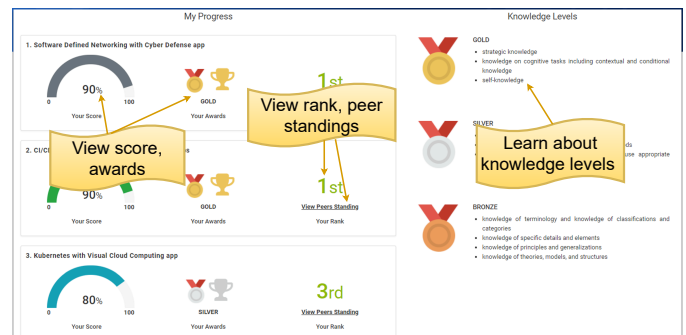 My Progress
Knowledge Levels
1. Software Defined Networking with Cyber Defense app
90%
0
100
Your Score
GOLD
Your Awards
1st
View score,
awards
View rank, peer
standings
2. CI/CI
90%
0
100
Your Score
GOLD
Your Awards
1st
View Peers Standing
Your Rank
3. Kubernetes with Visual Cloud Computing app
80%
0
100
Your Score
SILVER
Your Awards
3rd
View Peers Standing
Your Rank
GOLD
strategic knowledge
knowledge on cognitive tasks including contextual and conditional
knowledge
self-knowledge
SILVER
use appropriate
Learn about
knowledge levels
BRONZE
knowledge of terminology and knowledge of classifications and
categories
knowledge of specific details and elements
knowledge of principles and generalizations
knowledge of theories, models, and structures